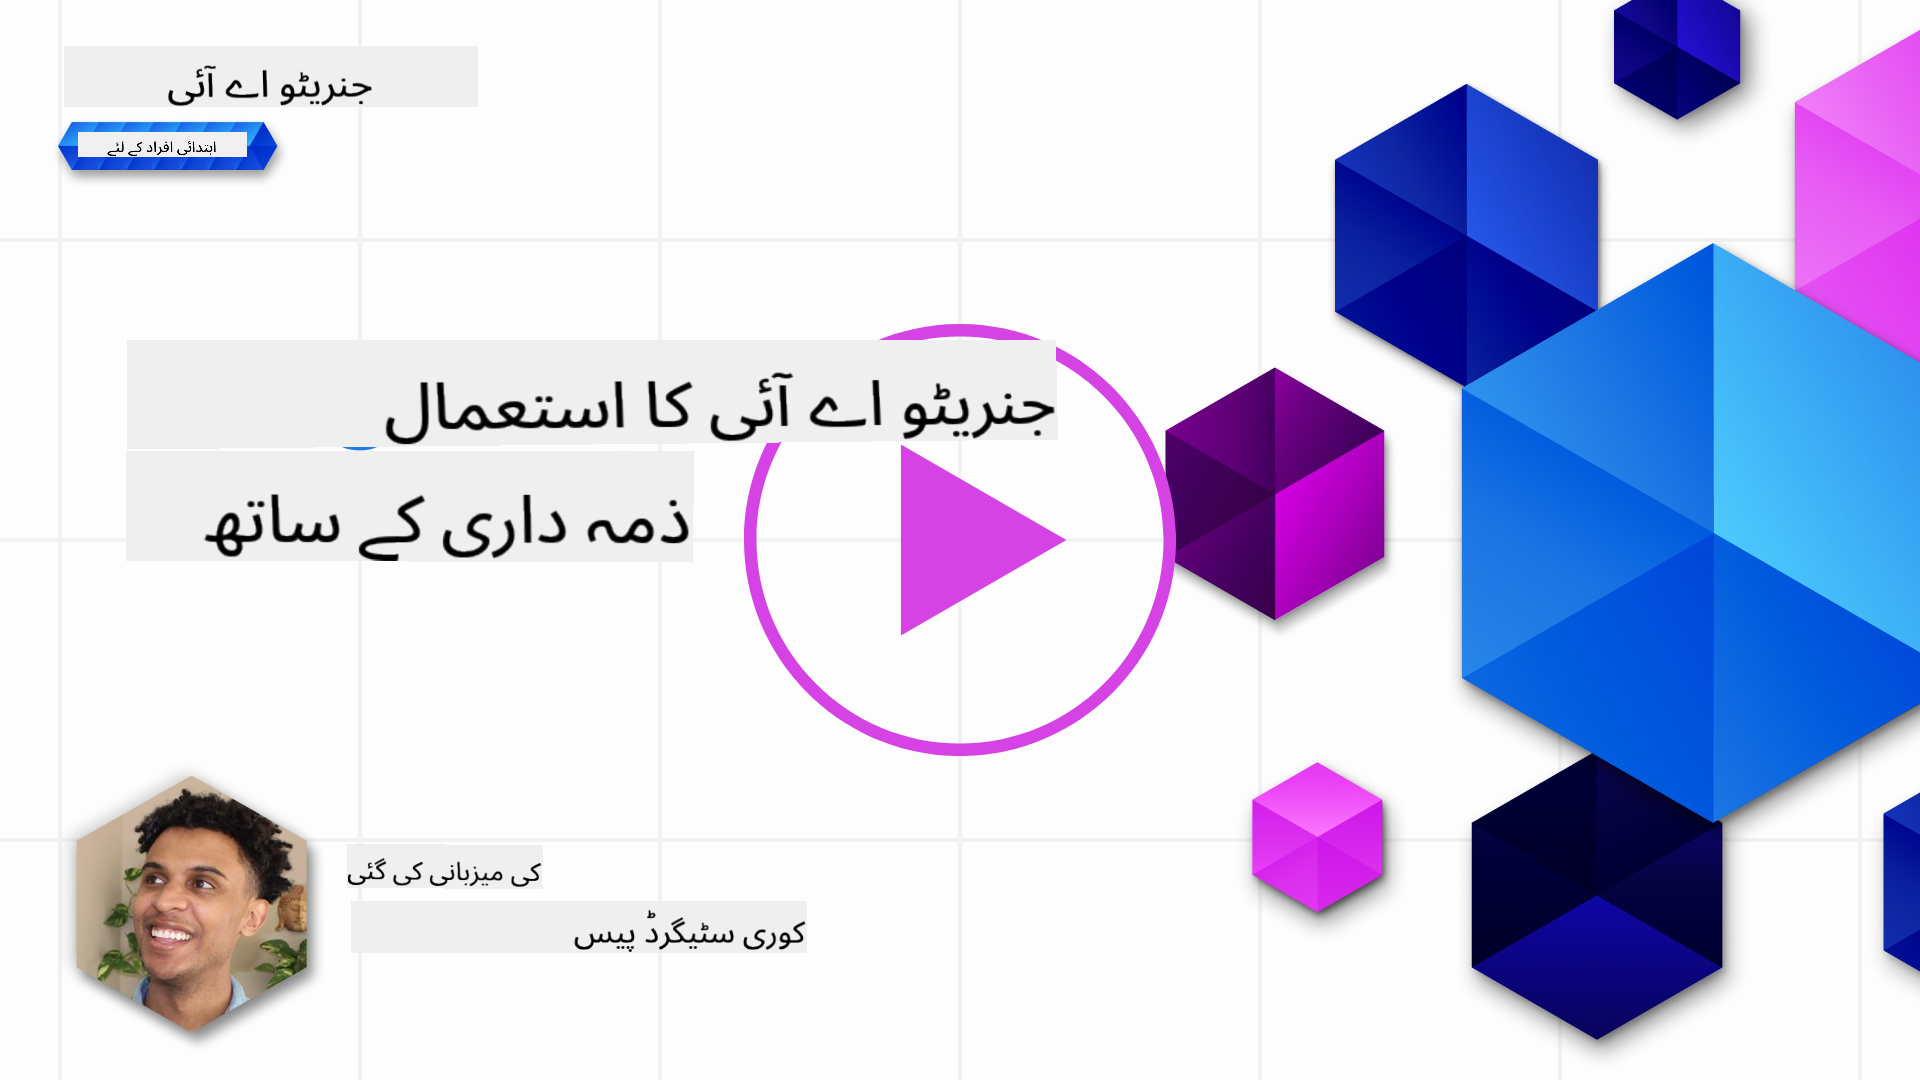 جنریٹو اے آئی
ابتدائی افراد کے لئے
جنریٹو اے آئی کا استعمال
ذمہ داری کے ساتھ
کی میزبانی کی گئی
کوری سٹیگرڈ پیس